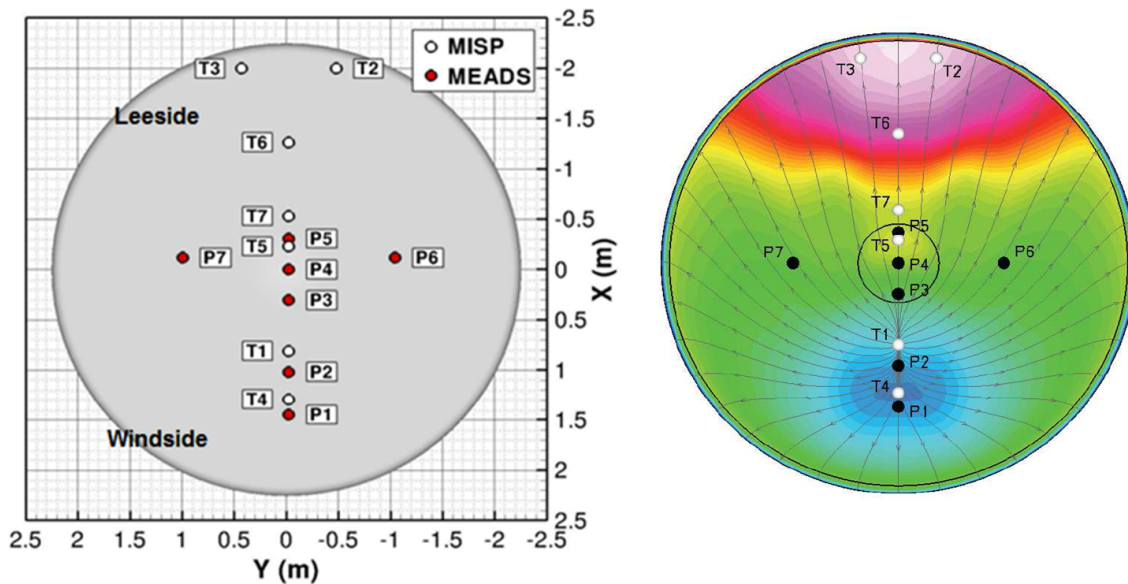 -2.5
-2
-1.5
-1
-0.5
0
0.5
1
1.5
2
2.5
X (m)
MISP
MEADS
T3
T2
Leeside
T6
T7
P5
T5
P7
P6
P4
P3
T1
P2
T4
P1
Windside
2.5 2 1.5 1 0.5 0 -0.5 -1 -1.5 -2 -2.5
Y (m)
T3
T2
T6
T7
P5
T5
P7
P4
P6
P3
T1
P2
T4
P1